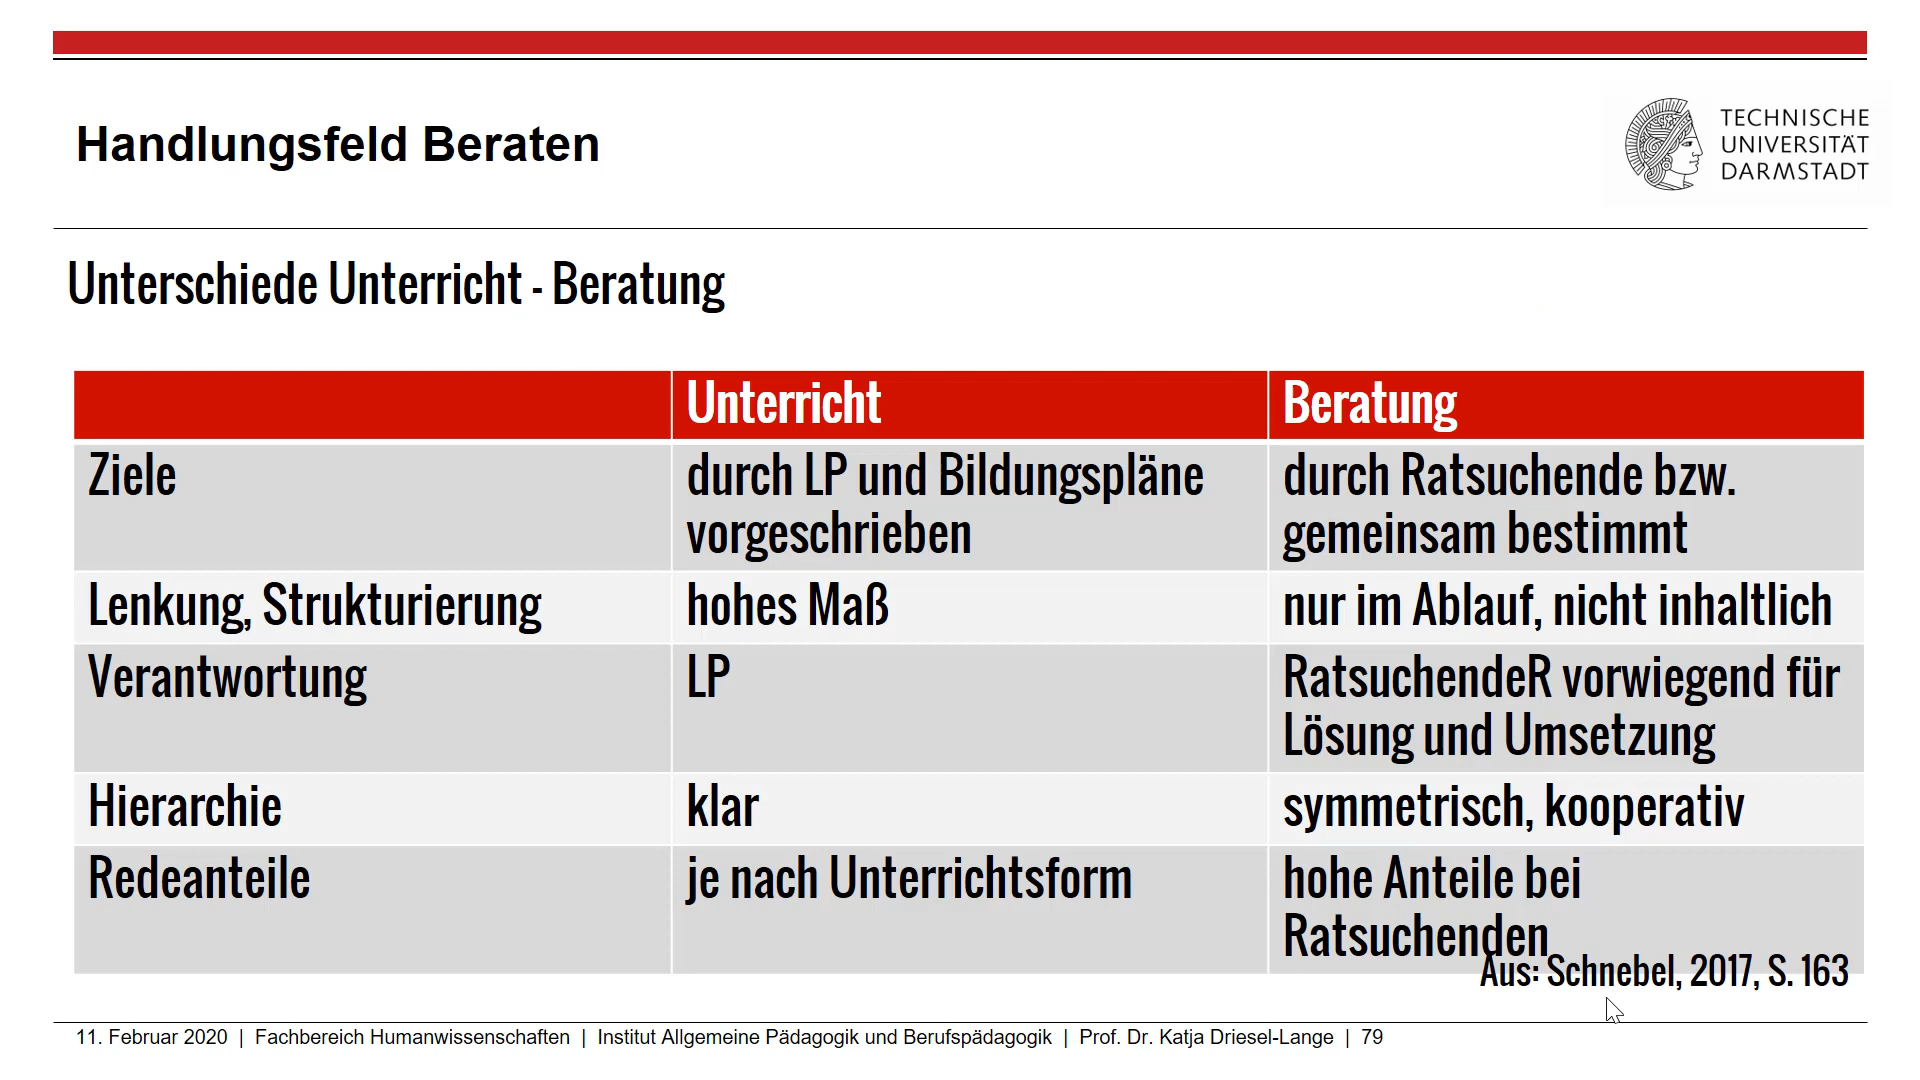 Handlungsfeld Beraten
TECHNISCHE
UNIVERSITÄT
DARMSTADT
Unterschiede Unterricht - Beratung
Unterricht
Beratung
Ziele
durch LP und Bildungspläne
vorgeschrieben
durch Ratsuchende bzw.
gemeinsam bestimmt
Lenkung, Strukturierung
hohes Maß
nur im Ablauf, nicht inhaltlich
Verantwortung
LP
RatsuchendeR vorwiegend für
Lösung und Umsetzung
Hierarchie
klar
symmetrisch, kooperativ
Redeanteile
je nach Unterrichtsform
hohe Anteile bei
Ratsuchenden
Aus: Schnebel, 2017, S. 163
11. Februar 2020 | Fachbereich Humanwissenschaften | Institut Allgemeine Pädagogik und Berufspädagogik | Prof. Dr. Katja Driesel-Lange | 79